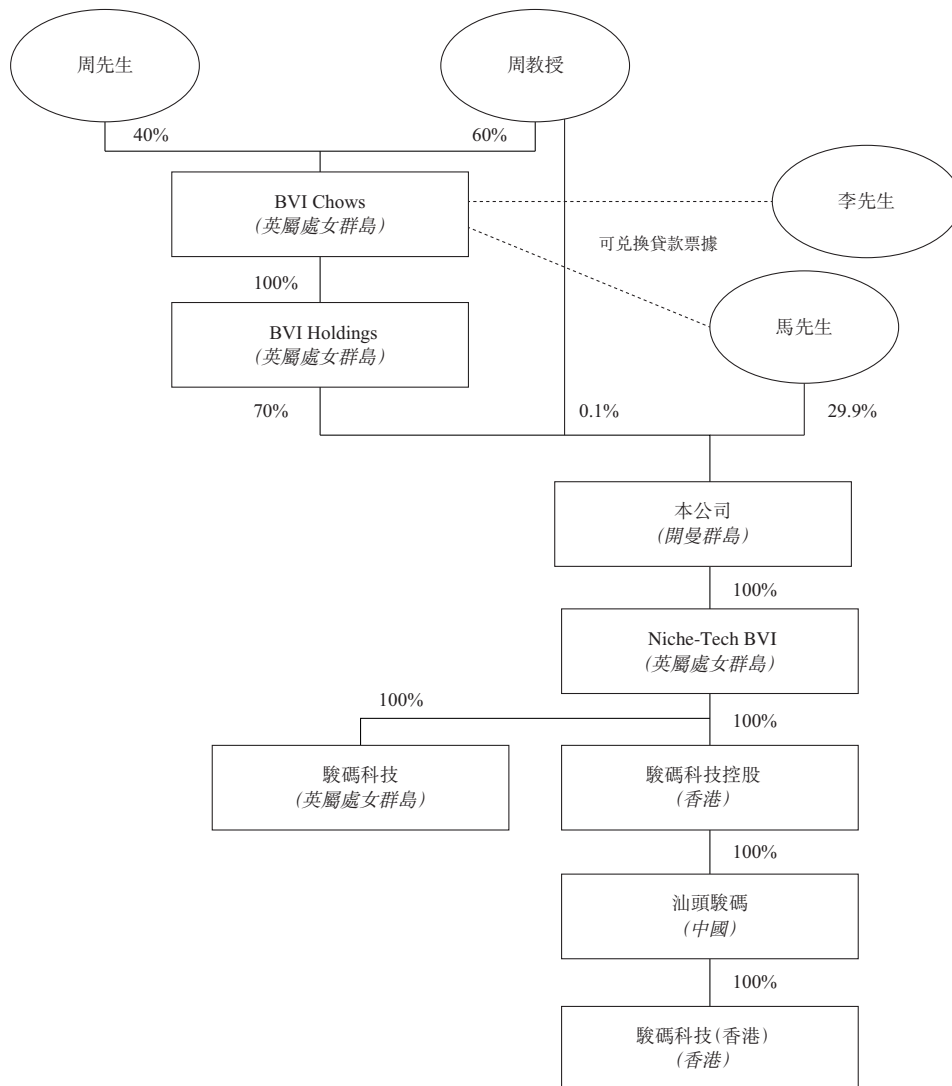 周先生
周教授
40%
60%
BVI Chows
(英屬處女群島)
李先生
可兌換貸款票據
100%
BVI Holdings
(英屬處女群島)
馬先生
70%
0.1%
29.9%
本公司
(開曼群島)
100%
Niche-Tech BVI
(英屬處女群島)
100%
100%
駿碼科技
(英屬處女群島)
駿碼科技控股
(香港)
100%
汕頭駿碼
(中國)
100%
駿碼科技(香港)
(香港)